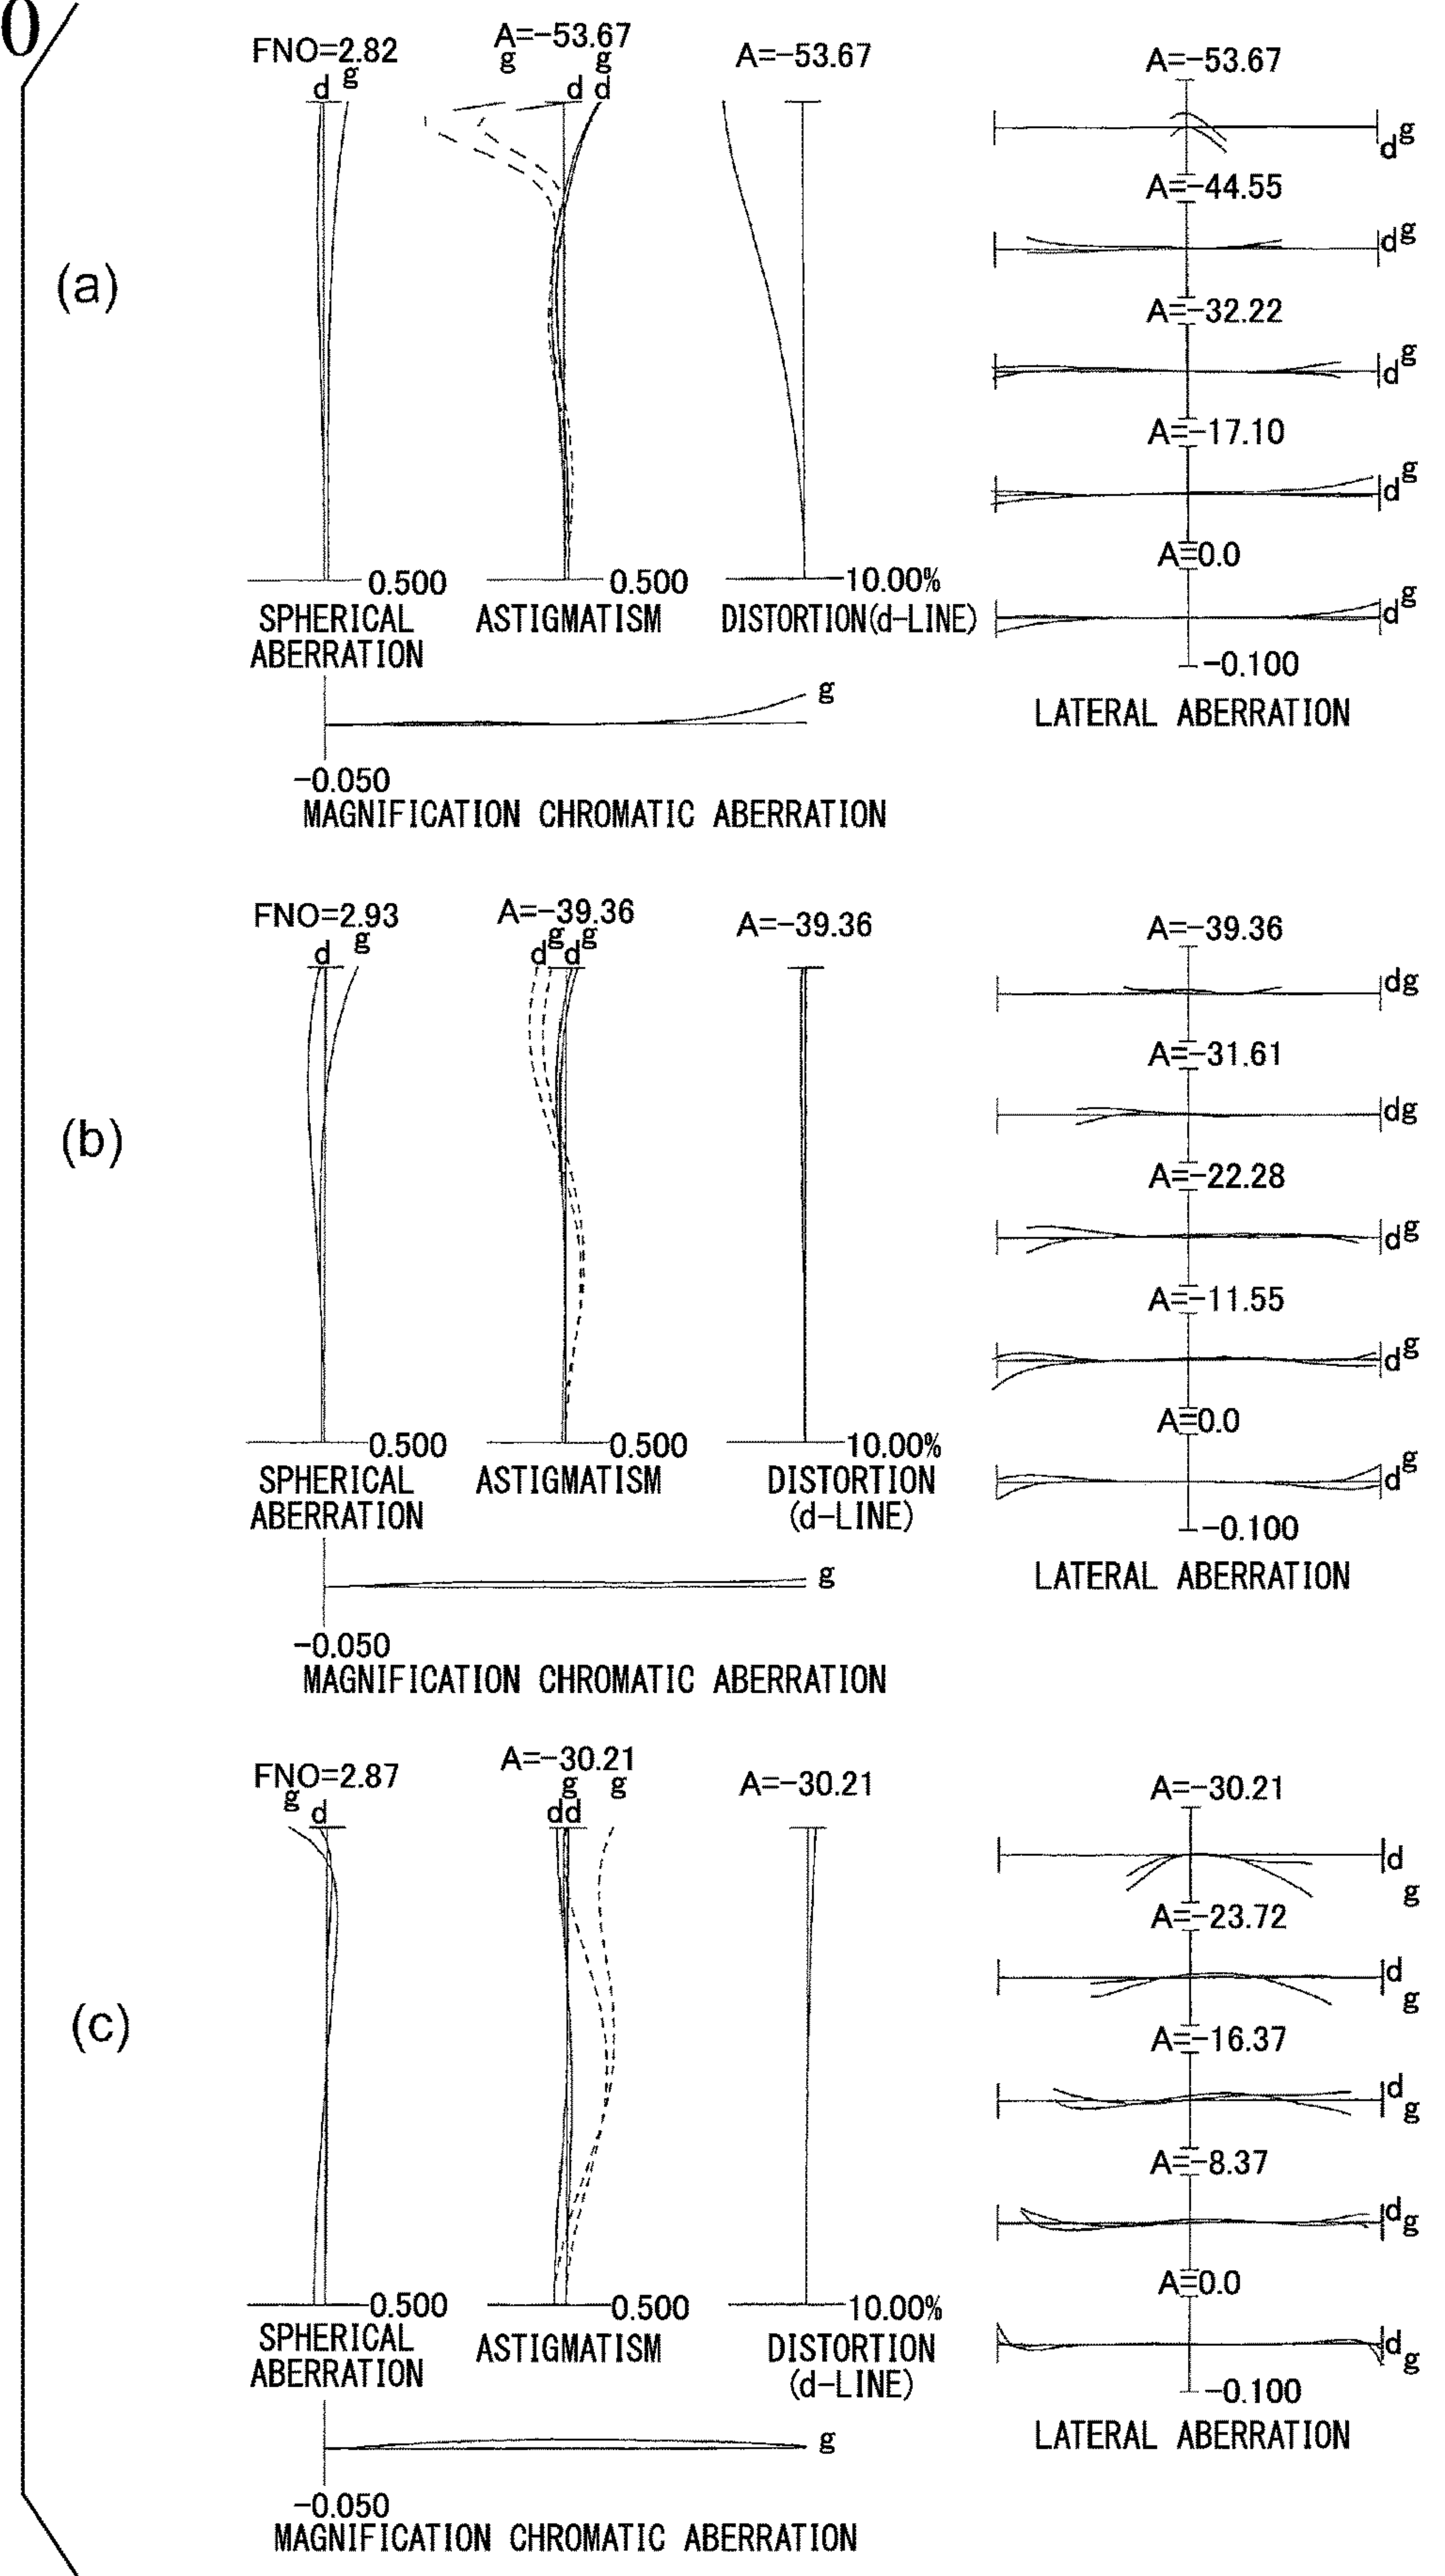 0
(a)
FNO=2.82
d g
A=-53.67
g g
d d
A=-53.67
0.500
SPHERICAL
ABERRATION
0.500
ASTIGMATISM
10.00%
DISTORTION(d-LINE)
g
-0.050
MAGNIFICATION CHROMATIC ABERRATION
A=-53.67
d g
A=-44.55
d g
A=-32.22
d g
A=-17.10
d g
A=0.0
d g
-0.100
LATERAL ABERRATION
(b)
FNO=2.93
d g
A=-39.36
d g d g
A=-39.36
0.500
SPHERICAL
ABERRATION
0.500
ASTIGMATISM
10.00%
DISTORTION
(d-LINE)
g
-0.050
MAGNIFICATION CHROMATIC ABERRATION
A=-39.36
d g
A=-31.61
d g
A=-22.28
d g
A=-11.55
d g
A=0.0
d g
-0.100
LATERAL ABERRATION
(c)
FNO=2.87
g d
A=-30.21
g g
d d
A=-30.21
0.500
SPHERICAL
ABERRATION
0.500
ASTIGMATISM
10.00%
DISTORTION
(d-LINE)
g
-0.050
MAGNIFICATION CHROMATIC ABERRATION
A=-30.21
d
g
A=-23.72
d
g
A=-16.37
d
g
A=-8.37
d
g
A=0.0
d
g
-0.100
LATERAL ABERRATION